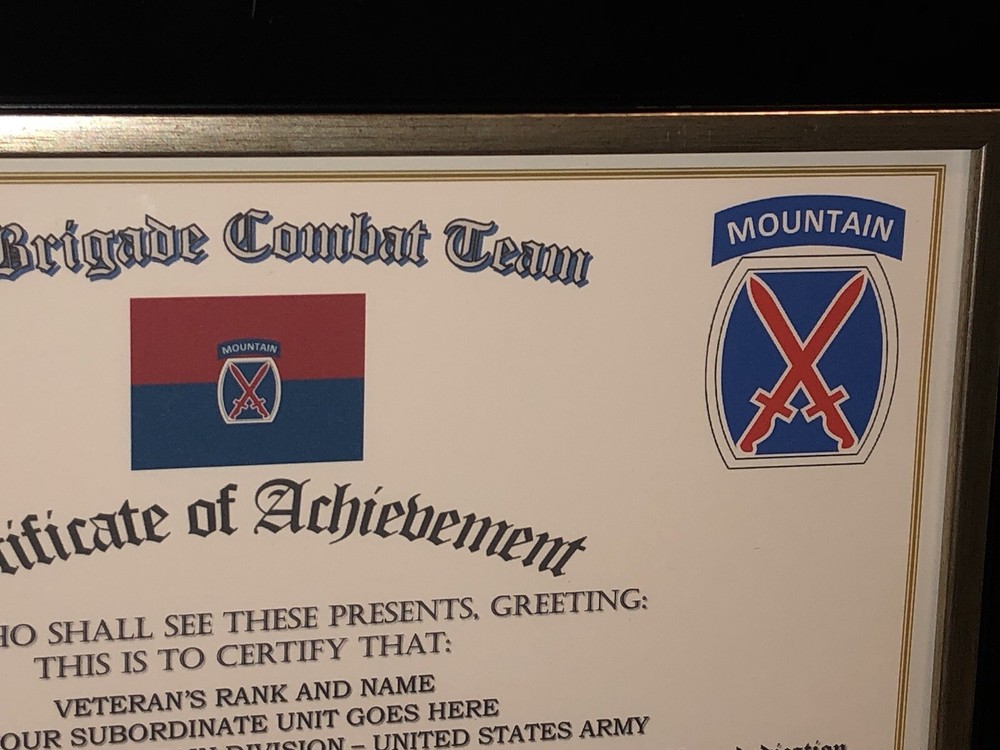 Brigade Combat Team
MOUNTAIN
MOUNTAIN
tificate of Achievement
HO SHALL SEE THESE PRESENTS, GREETING:
THIS IS TO CERTIFY THAT:
VETERAN'S RANK AND NAME
OUR SUBORDINATE UNIT GOES HERE
DIVISION – UNITED STATES ARMY